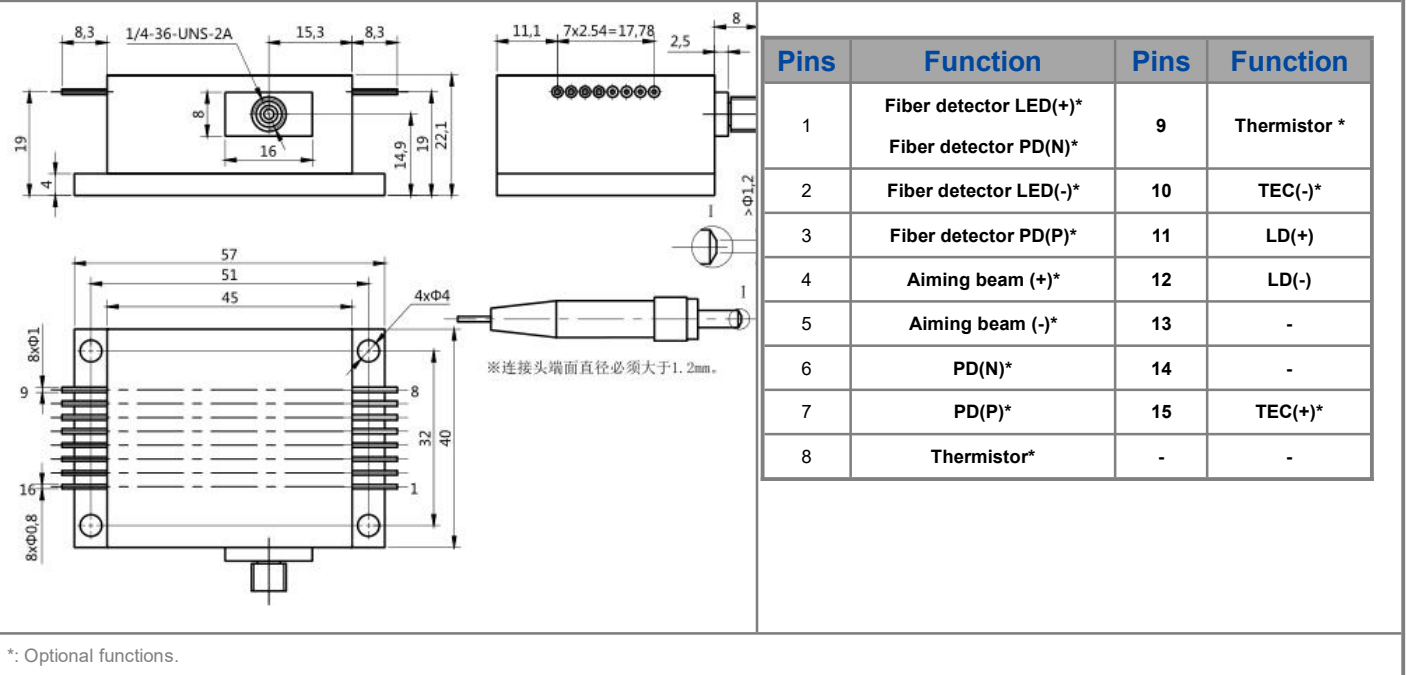 8,3
1/4-36-UNS-2A
15,3
8,3
19
4
8
16
14,9
19
22,1
11,1
7x2.54=17,78
8
2,5
>Φ1,2
I
I
※连接头端面直径必须大于1.2mm。
57
51
45
4xΦ4
8xΦ1
9
8
16
1
8xΦ0,8
32
40
Pins Function Pins Function
1 Fiber detector LED(+)* Fiber detector PD(N)* 9 Thermistor *
2 Fiber detector LED(-)* 10 TEC(-)*
3 Fiber detector PD(P)* 11 LD(+)
4 Aiming beam (+)* 12 LD(-)
5 Aiming beam (-)* 13 -
6 PD(N)* 14 -
7 PD(P)* 15 TEC(+)*
8 Thermistor* - -
*: Optional functions.